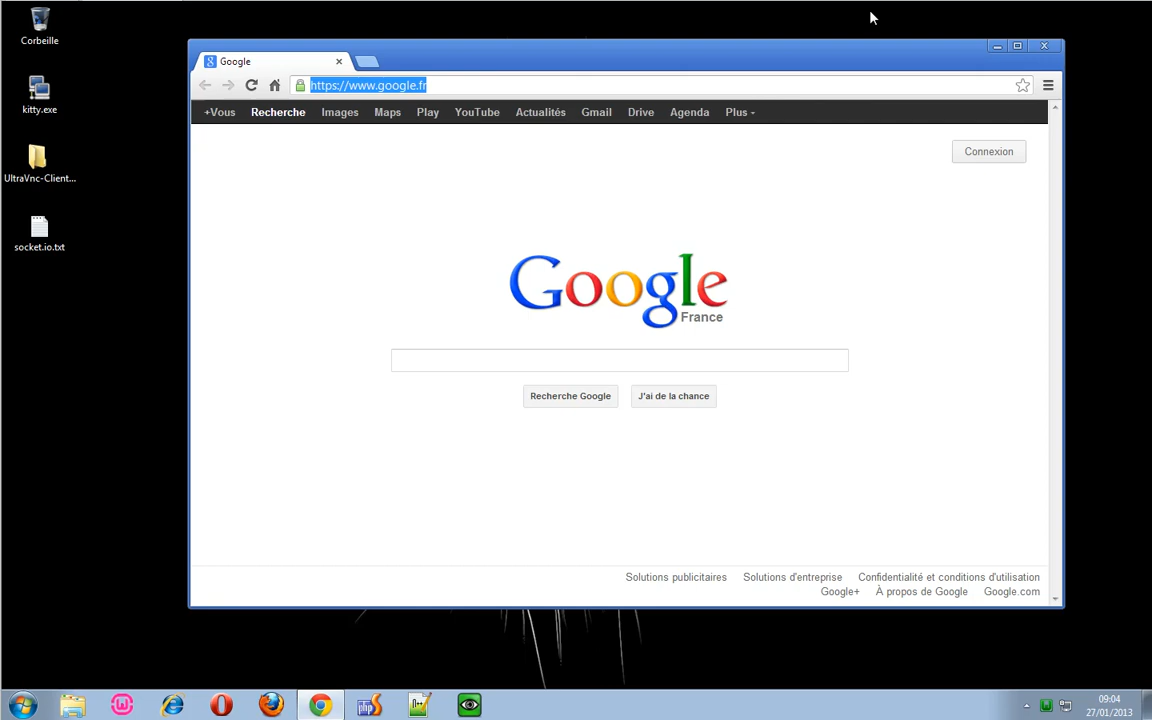 Corbeille
kitty.exe
UltraVnc-Client...
socket.io.txt
Google
https://www.google.fr
+Vous Recherche Images Maps Play YouTube Actualités Gmail Drive Agenda Plus
Connexion
Google
France
Recherche Google J'ai de la chance
Solutions publicitaires Solutions d'entreprise Confidentialité et conditions d'utilisation
Google+ À propos de Google Google.com
09:04
27/01/2013